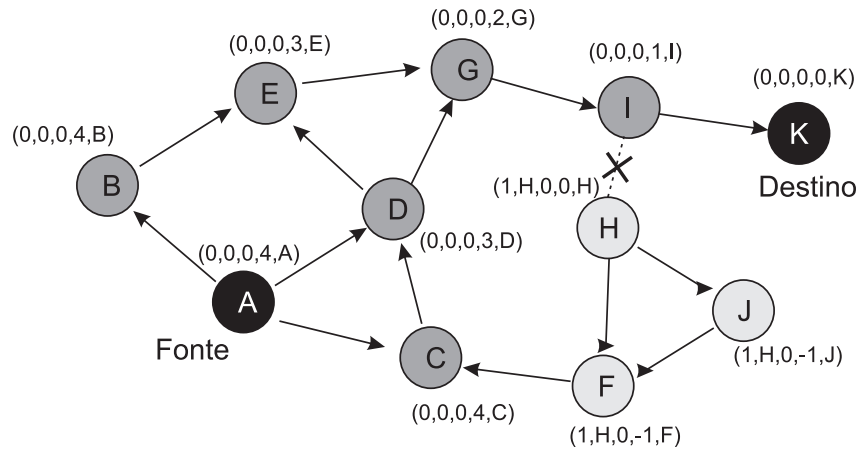 (0,0,0,2,G)
(0,0,0,3,E)
G
(0,0,0,1,I)
E
I
(0,0,0,0,K)
K
(0,0,0,4,B)
B
Destino
(1,H,0,0,H)
D
H
(0,0,0,3,D)
(0,0,0,4,A)
A
Fonte
J
(1,H,0,-1,J)
C
(0,0,0,4,C)
F
(1,H,0,-1,F)